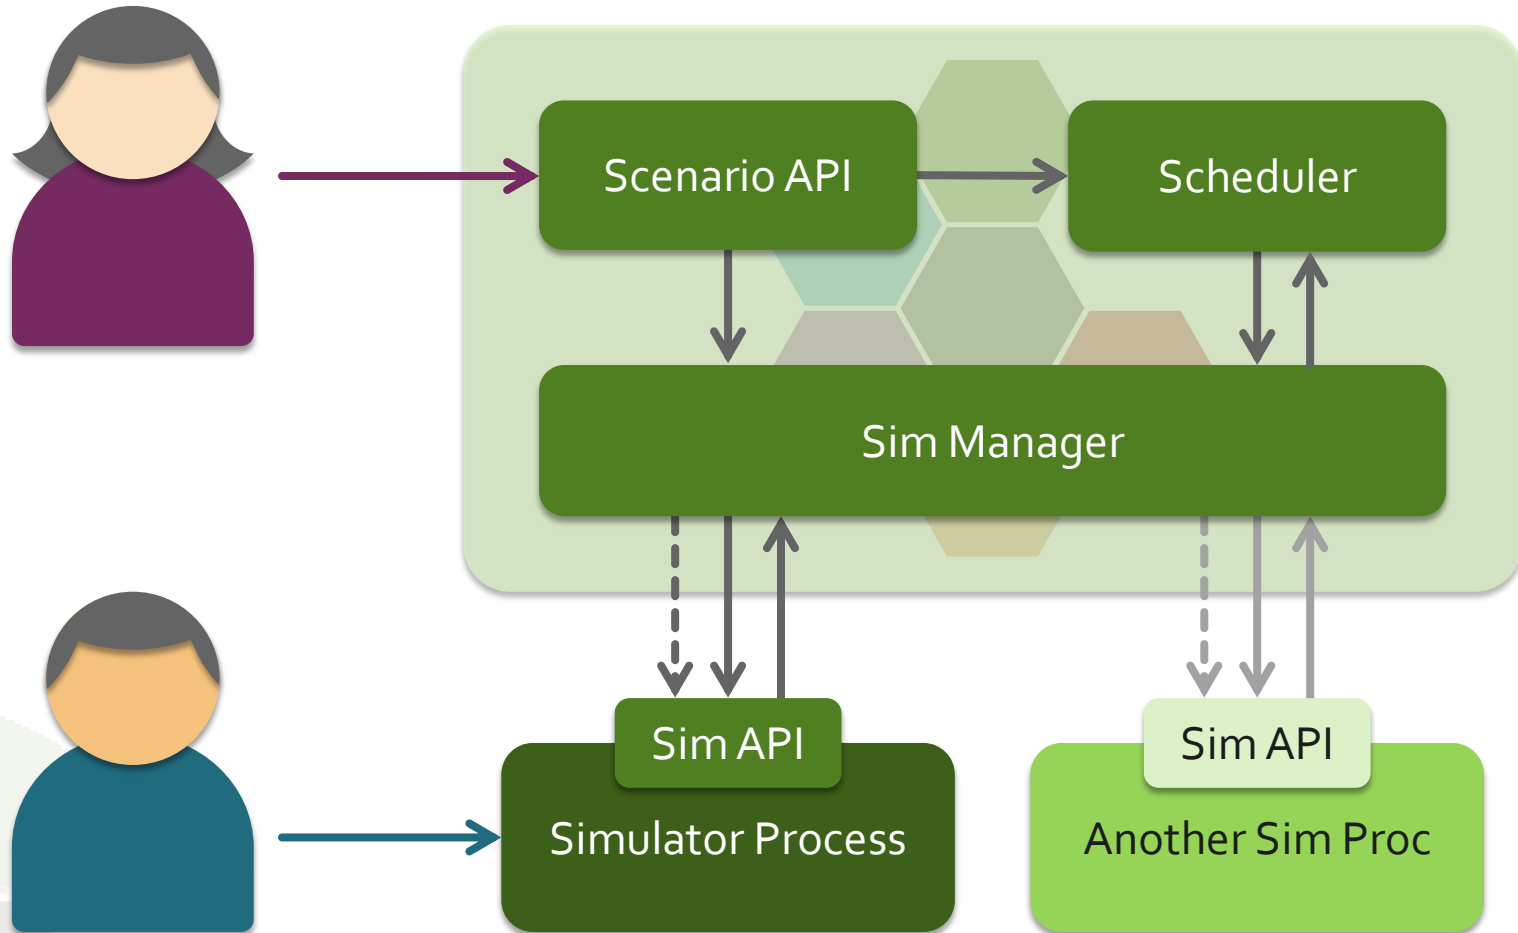 Scenario API
Scheduler
Sim Manager
Sim API
Sim API
Simulator Process
Another Sim Proc